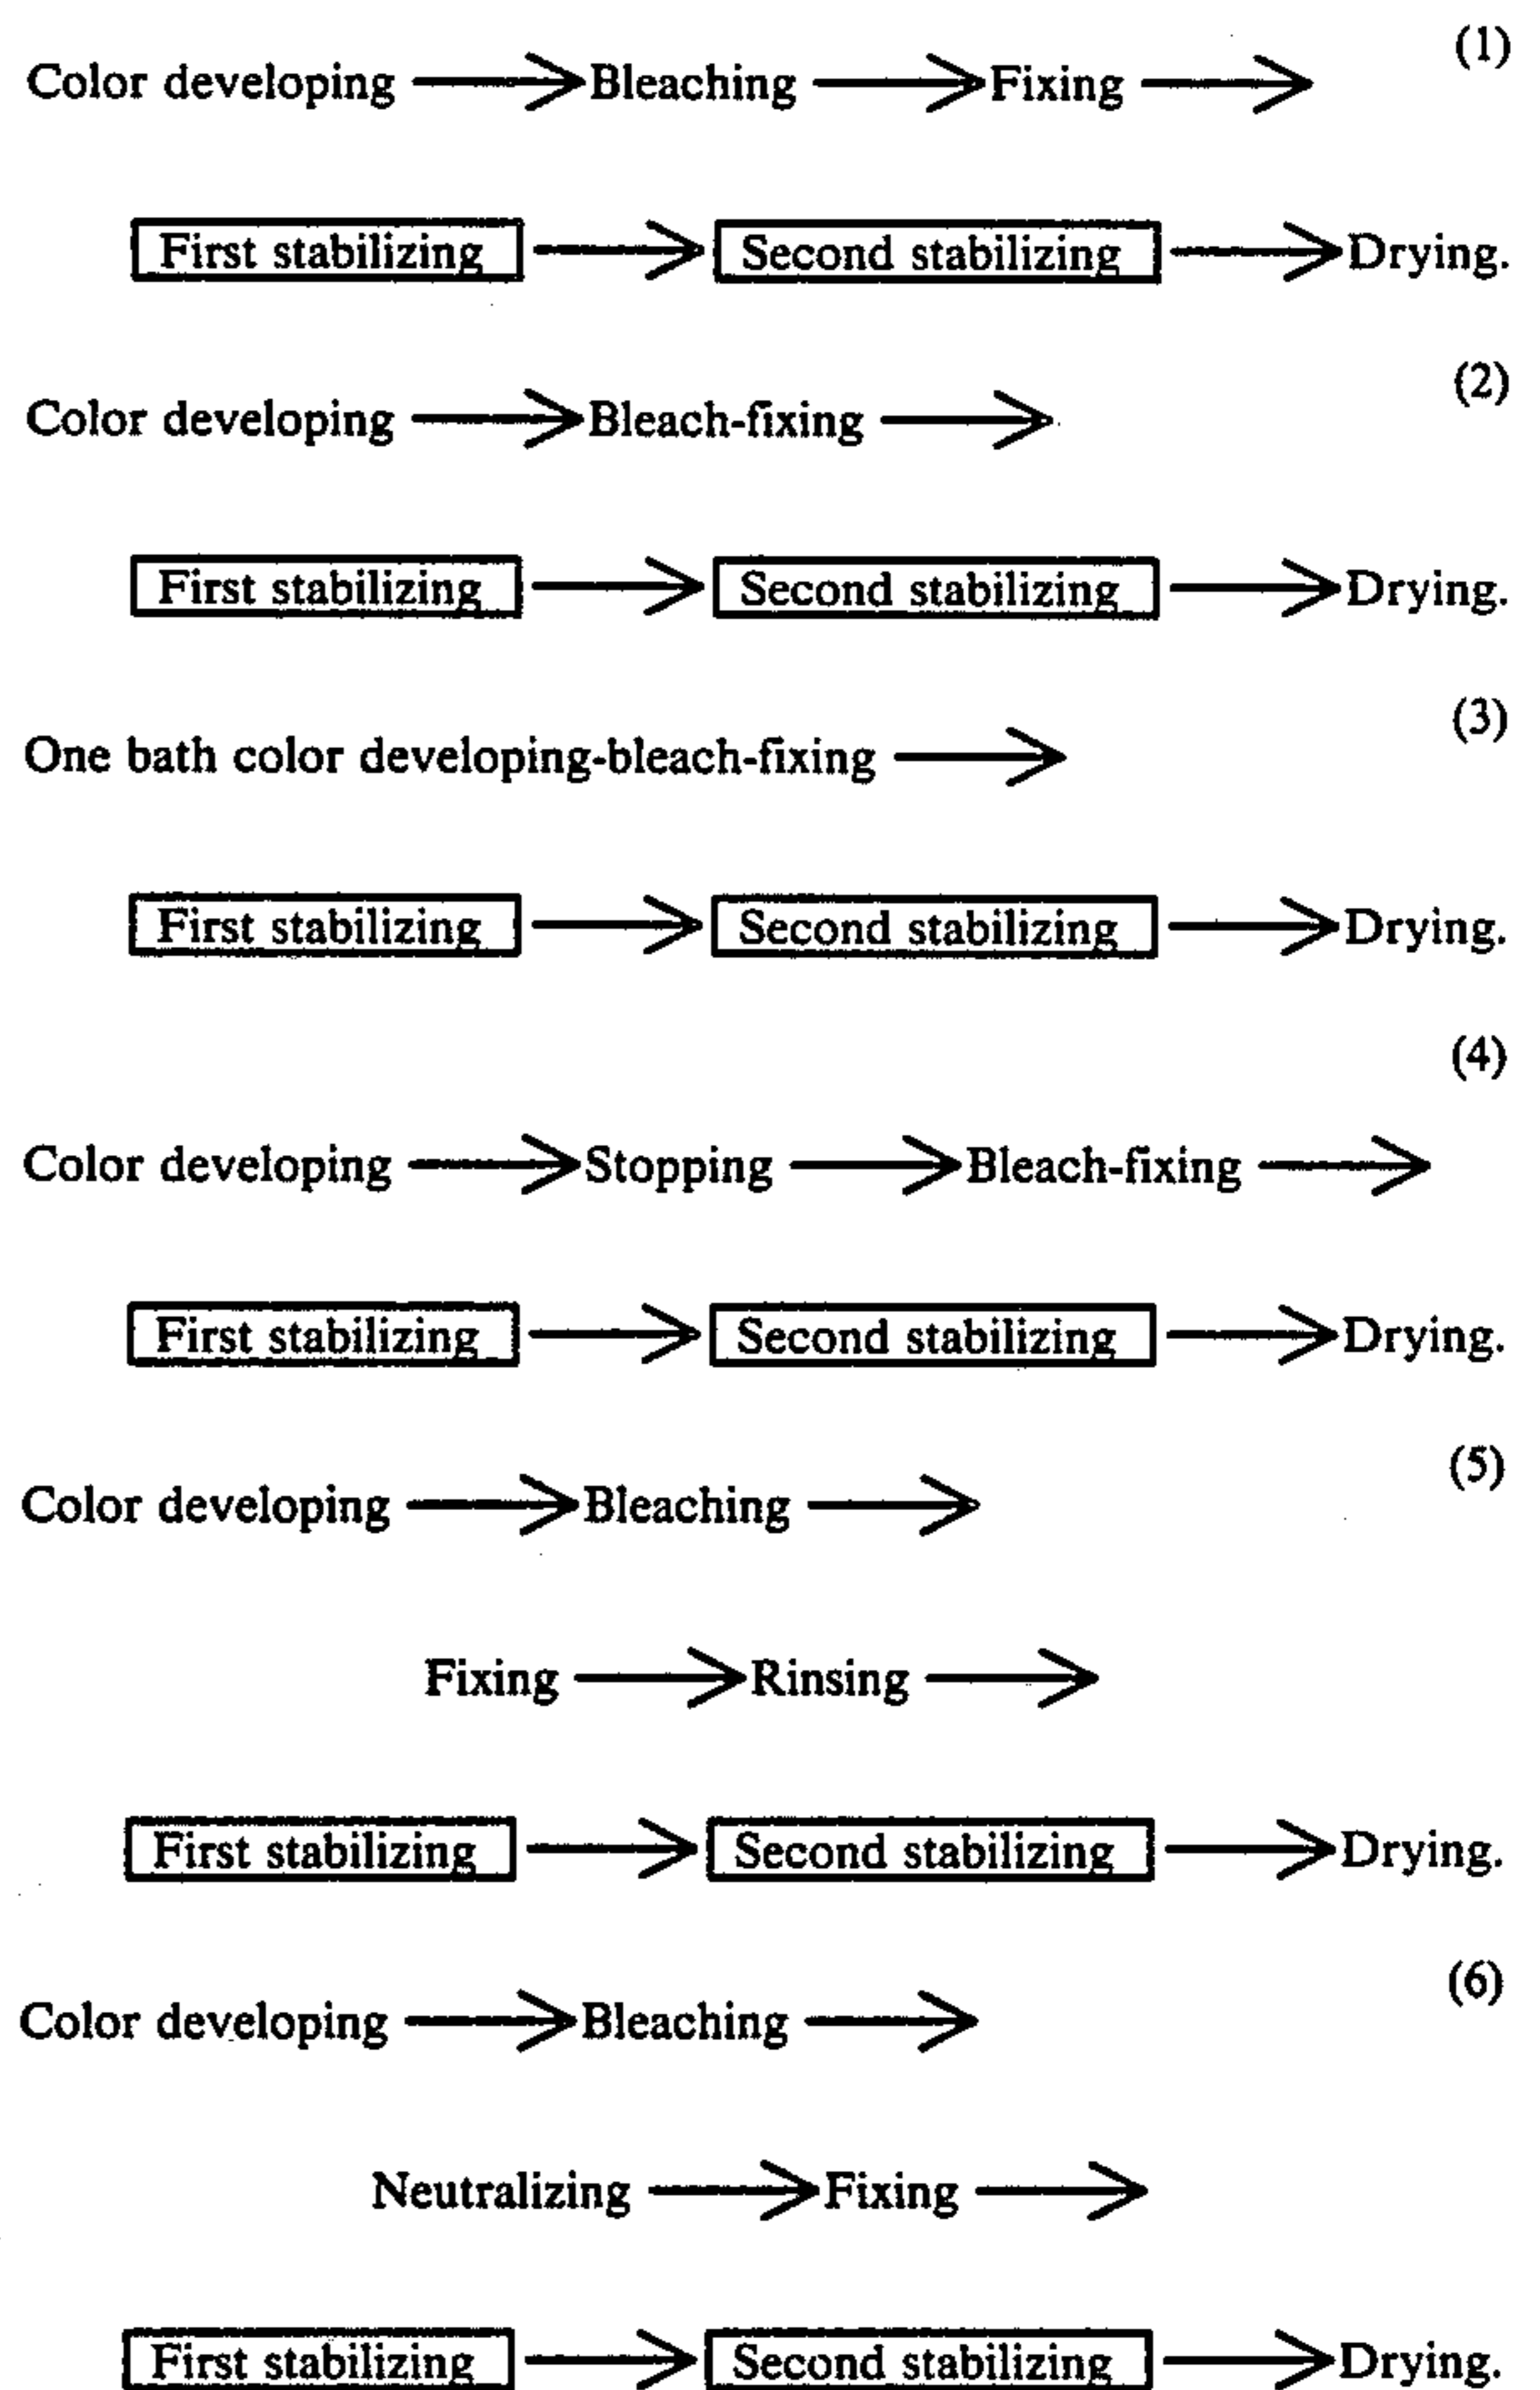 (1)
Color developing → Bleaching → Fixing →
First stabilizing → Second stabilizing → Drying.
(2)
Color developing → Bleach-fixing →
First stabilizing → Second stabilizing → Drying.
(3)
One bath color developing-bleach-fixing →
First stabilizing → Second stabilizing → Drying.
(4)
Color developing → Stopping → Bleach-fixing →
First stabilizing → Second stabilizing → Drying.
(5)
Color developing → Bleaching →
Fixing → Rinsing →
First stabilizing → Second stabilizing → Drying.
(6)
Color developing → Bleaching →
Neutralizing → Fixing →
First stabilizing → Second stabilizing → Drying.